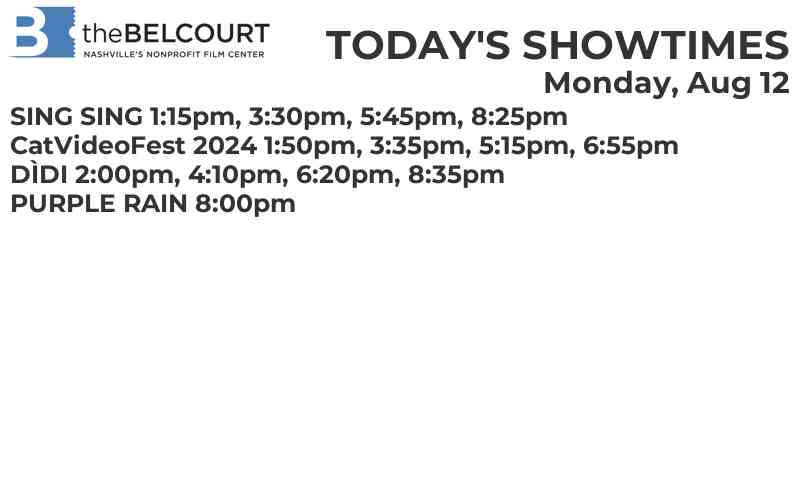 B theBELCOURT
NASHVILLE'S NONPROFIT FILM CENTER
TODAY'S SHOWTIMES
Monday, Aug 12
SING SING 1:15pm, 3:30pm, 5:45pm, 8:25pm
CatVideoFest 2024 1:50pm, 3:35pm, 5:15pm, 6:55pm
DÌDI 2:00pm, 4:10pm, 6:20pm, 8:35pm
PURPLE RAIN 8:00pm